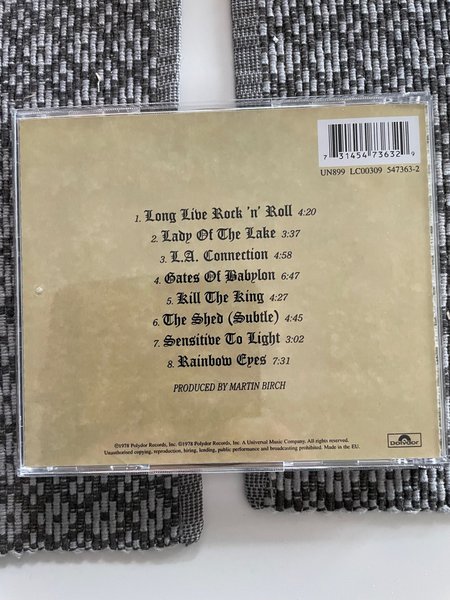 7 31454 73632 9
UN899 LC00309 547363-2
1. Long Live Rock 'n' Roll 4:20
2. Lady Of The Lake 3:37
3. L.A. Connection 4:58
4. Gates Of Babylon 6:47
5. Kill The King 4:27
6. The Shed (Subtle) 4:45
7. Sensitive To Light 3:02
8. Rainbow Eyes 7:31
PRODUCED BY MARTIN BIRCH
℗1978 Polydor Records, Inc. ©1978 Polydor Records, Inc. A Universal Music Company. All rights reserved.
Unauthorised copying, reproduction, hiring, lending, public performance and broadcasting prohibited. Made in the EU.
polydor